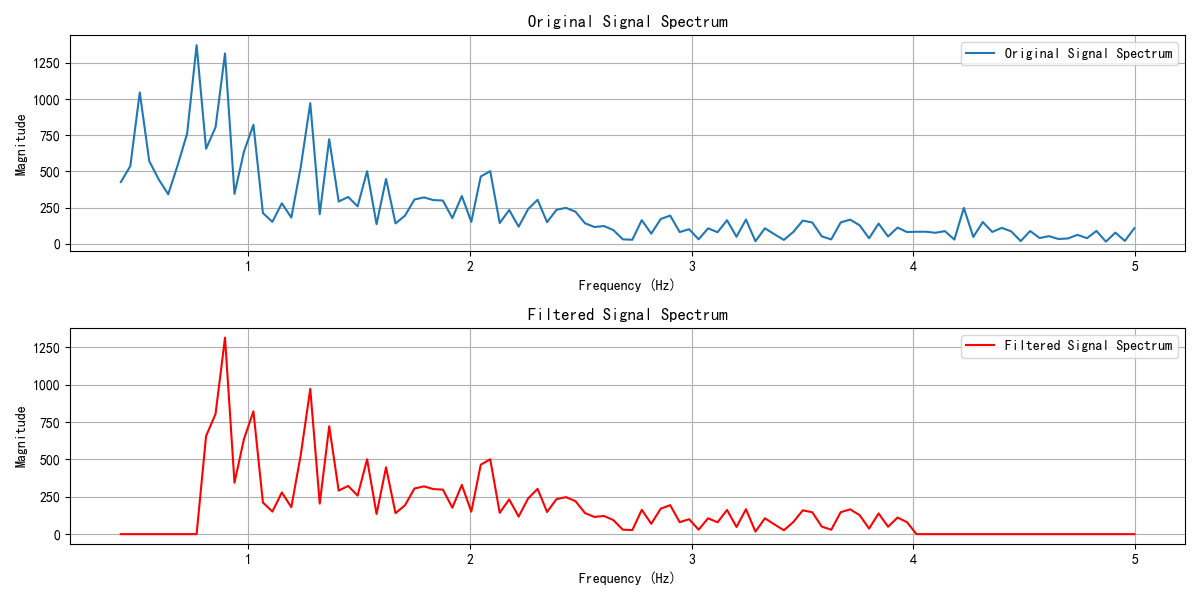 Original Signal Spectrum
Original Signal Spectrum
Magnitude
1250
1000
750
500
250
0
1 2 3 4 5
Frequency (Hz)
Filtered Signal Spectrum
Filtered Signal Spectrum
Magnitude
1250
1000
750
500
250
0
1 2 3 4 5
Frequency (Hz)